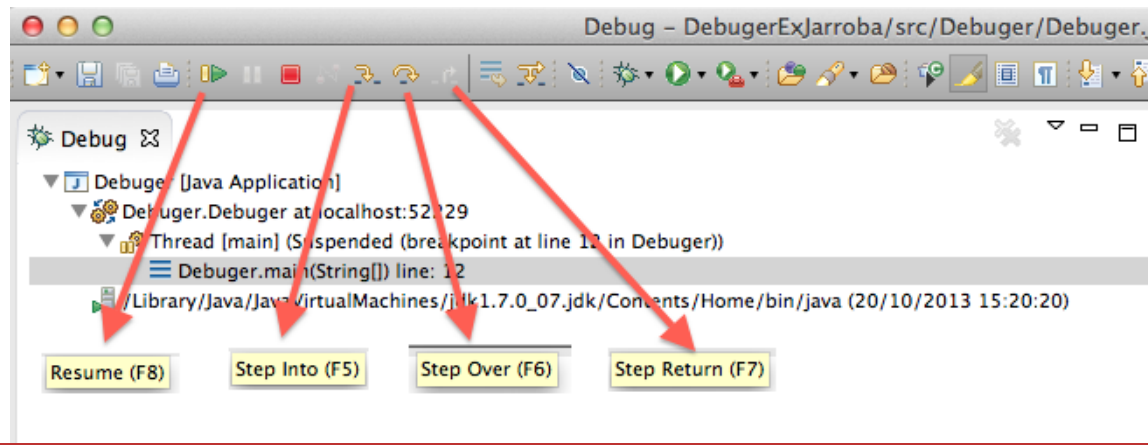 Debug – DebugerExJarroba/src/Debuger/Debuger.
Debug
Debuger [Java Application]
Debuger.Debuger at localhost:52229
Thread [main] (Suspended (breakpoint at line 12 in Debuger))
Debuger.main(String[]) line: 12
/Library/Java/JavaVirtualMachines/jdk1.7.0_07.jdk/Contents/Home/bin/java (20/10/2013 15:20:20)
Resume (F8)
Step Into (F5)
Step Over (F6)
Step Return (F7)